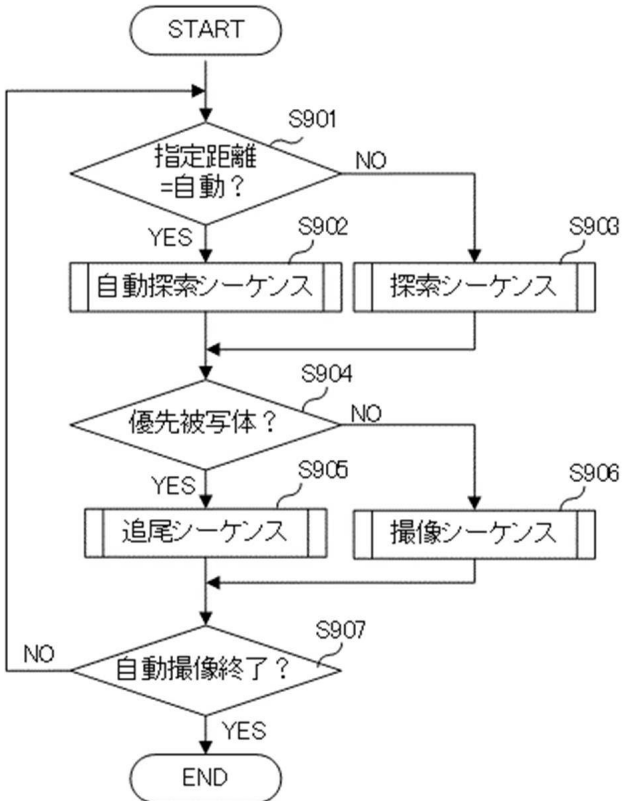 START
S901
指定距離
=自動？
NO
YES
S902
S903
自動探索シーケンス
探索シーケンス
S904
優先被写体？
NO
YES
S905
S906
追尾シーケンス
撮像シーケンス
S907
NO
自動撮像終了？
YES
END